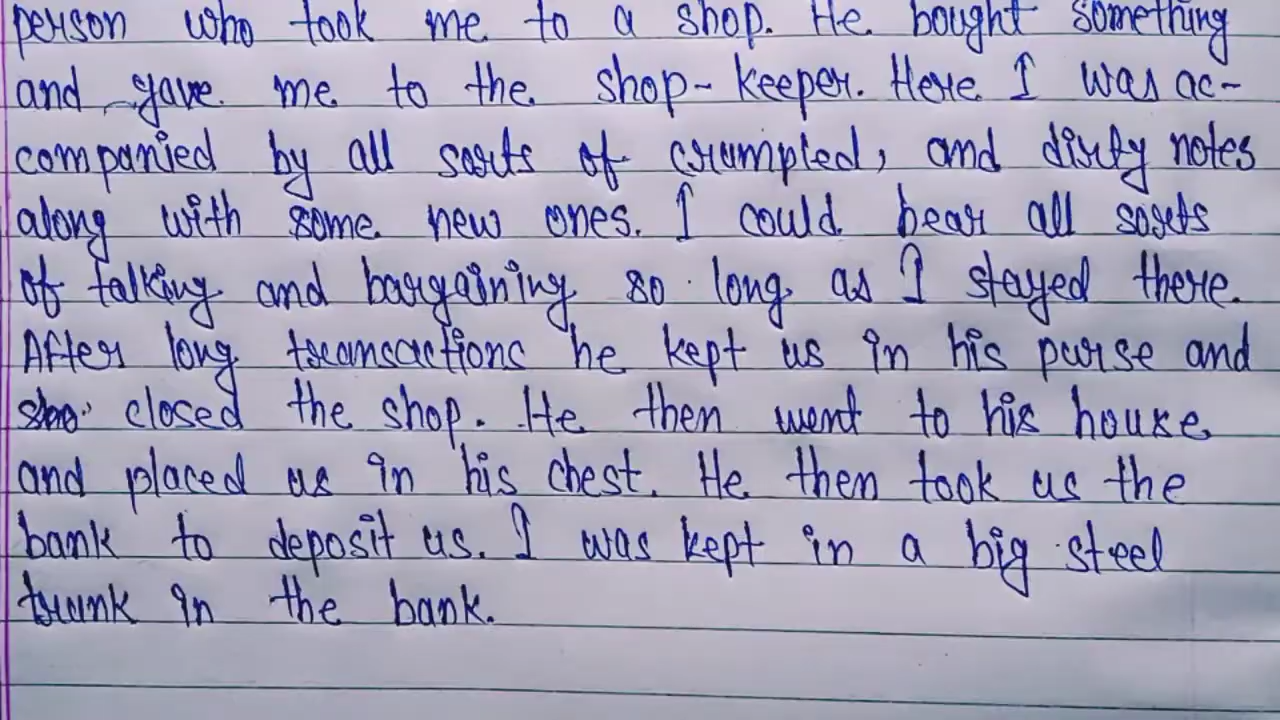 person who took me to a shop. He bought something
and gave me to the shop-keeper. Here I was ac-
companied by all sorts of crumpled, and dirty notes
along with some new ones. I could bear all sorts
of talking and bargaining so long as I stayed there.
After long transactions he kept us in his purse and
closed the shop. He then went to his house
and placed us in his chest. He then took us the
bank to deposit us. I was kept in a big steel
trunk in the bank.